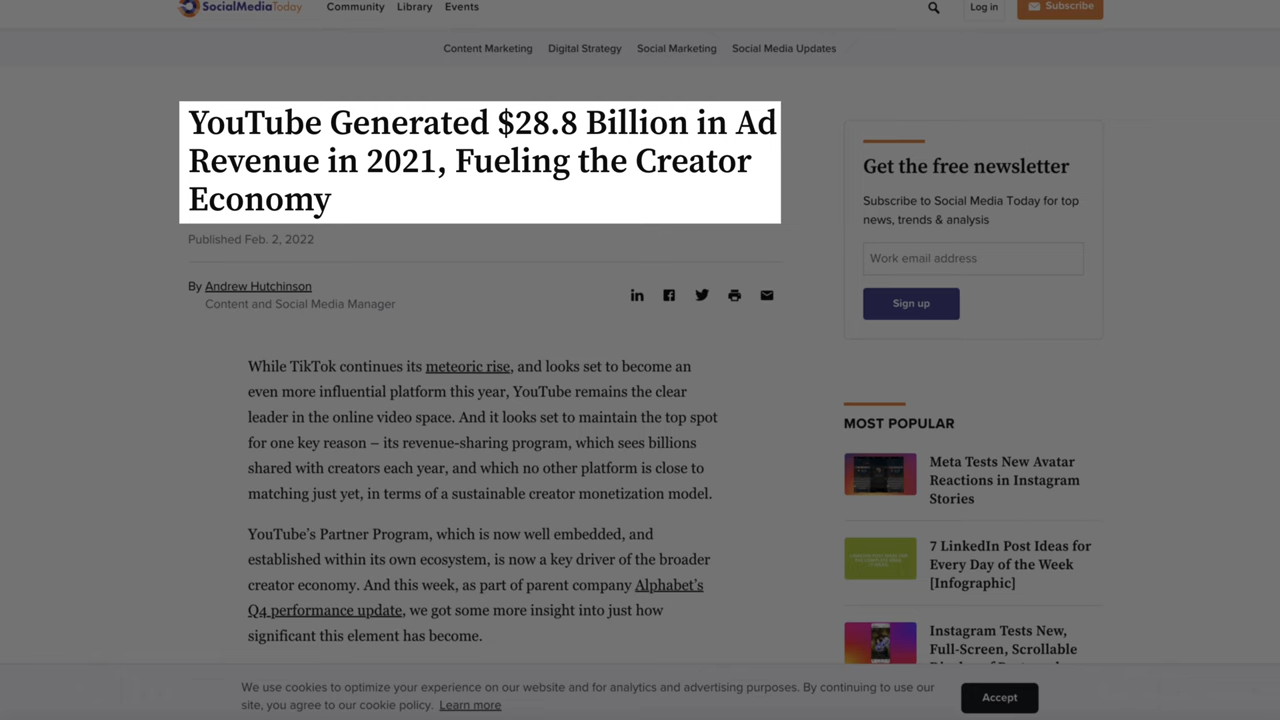 SocialMediaToday
Community Library Events
Log in
Subscribe
Content Marketing Digital Strategy Social Marketing Social Media Updates
YouTube Generated $28.8 Billion in Ad
Revenue in 2021, Fueling the Creator
Economy
Published Feb. 2, 2022
By Andrew Hutchinson
Content and Social Media Manager
While TikTok continues its meteoric rise, and looks set to become an
even more influential platform this year, YouTube remains the clear
leader in the online video space. And it looks set to maintain the top spot
for one key reason – its revenue-sharing program, which sees billions
shared with creators each year, and which no other platform is close to
matching just yet, in terms of a sustainable creator monetization model.
YouTube’s Partner Program, which is now well embedded, and
established within its own ecosystem, is now a key driver of the broader
creator economy. And this week, as part of parent company Alphabet’s
Q4 performance update, we got some more insight into just how
significant this element has become.
Get the free newsletter
Subscribe to Social Media Today for top
news, trends & analysis
Work email address
Sign up
MOST POPULAR
Meta Tests New Avatar
Reactions in Instagram
Stories
7 LinkedIn Post Ideas for
Every Day of the Week
[Infographic]
Instagram Tests New,
Full-Screen, Scrollable
We use cookies to optimize your experience on our website and for analytics and advertising purposes. By continuing to use our
site, you agree to our cookie policy. Learn more
Accept